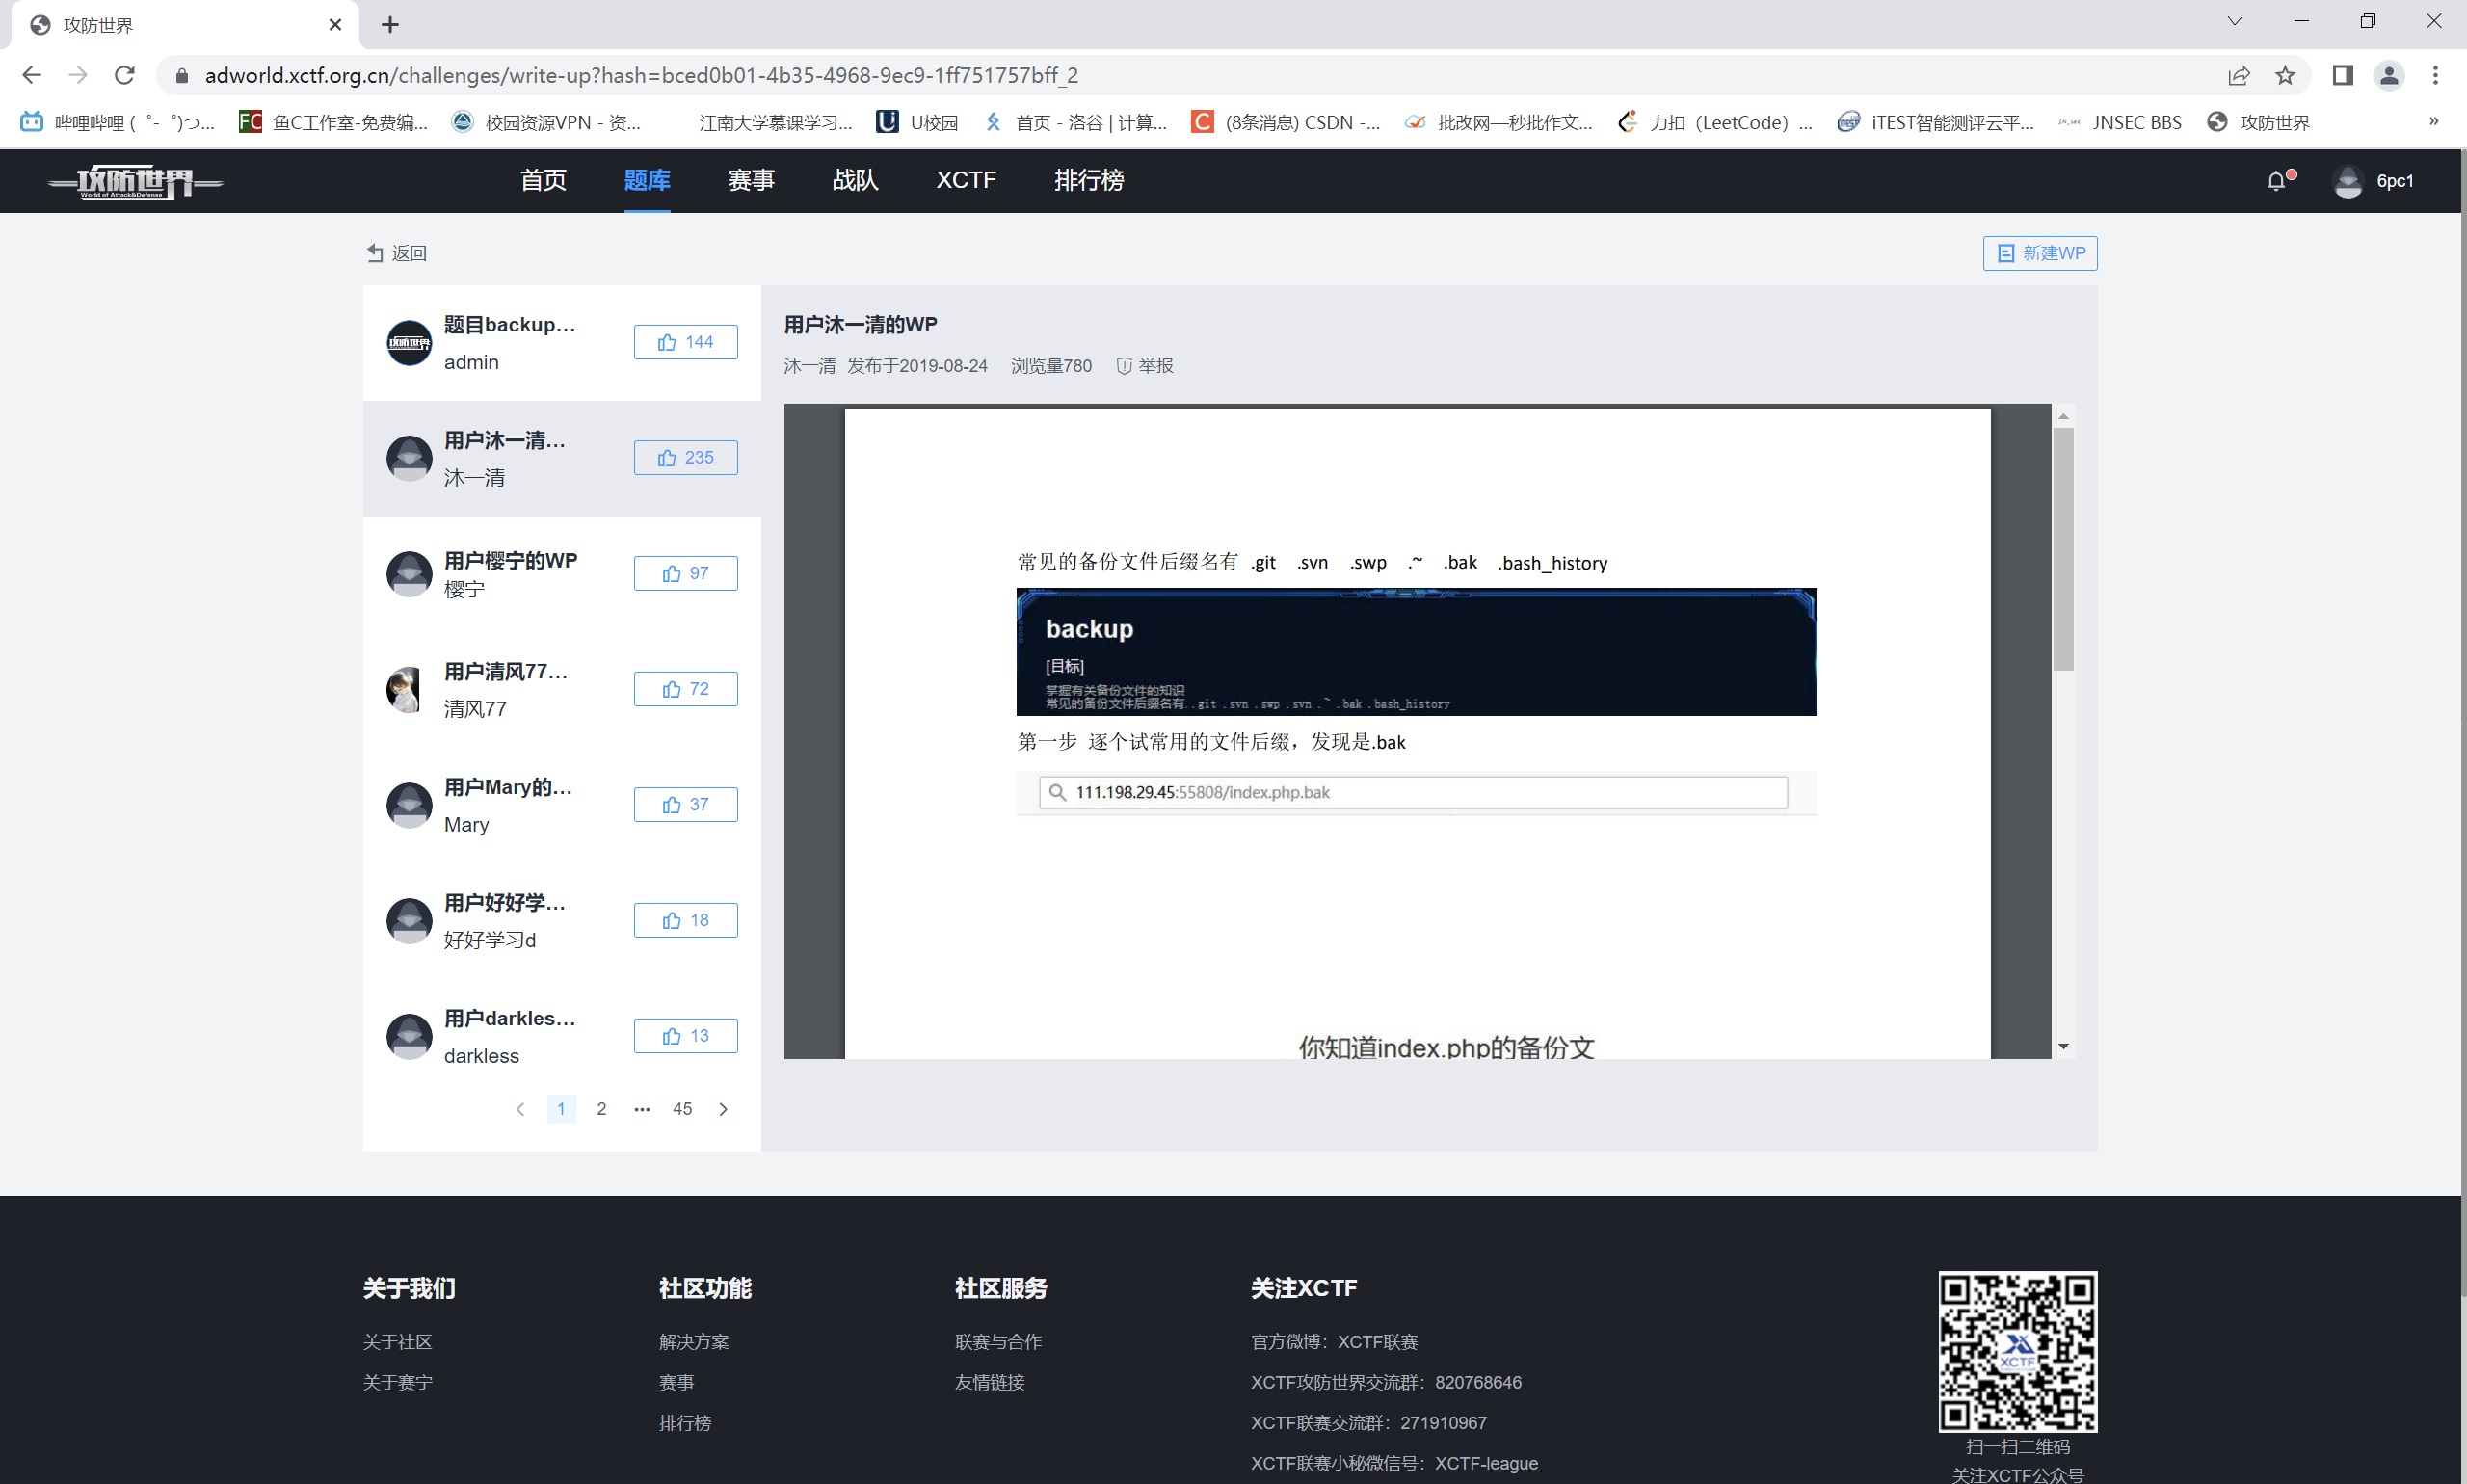 攻防世界
adworld.xctf.org.cn/challenges/write-up?hash=bced0b01-4b35-4968-9ec9-1ff751757bff_2
哔哩哔哩 ( ゜- ゜)つ... FC 鱼C工作室-免费编... 校园资源VPN - 资... 江南大学慕课学习... U校园 首页 - 洛谷 | 计算... C (8条消息) CSDN -... 批改网—秒批作文... 力扣（LeetCode）... iTEST智能测评云平... JNSEC BBS 攻防世界 »
攻防世界 首页 题库 赛事 战队 XCTF 排行榜 6pc1
World of Attack&Defense
返回 新建WP
题目backup...
admin
144
用户沐一清...
沐一清
235
用户樱宁的WP
樱宁
97
用户清风77...
清风77
72
用户Mary的...
Mary
37
用户好好学...
好好学习d
18
用户darkles...
darkless
13
1 2 ••• 45
用户沐一清的WP
沐一清 发布于2019-08-24 浏览量780 举报
常见的备份文件后缀名有 .git .svn .swp .~ .bak .bash_history
backup
[目标]
掌握有关备份文件的知识
常见的备份文件后缀名有: .git .svn .swp .svn .~ .bak .bash_history
第一步 逐个试常用的文件后缀，发现是.bak
111.198.29.45:55808/index.php.bak
你知道index.php的备份文
关于我们 社区功能 社区服务 关注XCTF
关于社区 解决方案 联赛与合作 官方微博：XCTF联赛
关于赛宁 赛事 友情链接 XCTF攻防世界交流群：820768646
排行榜 XCTF联赛交流群：271910967
XCTF联赛小秘微信号：XCTF-league
XCTF
扫一扫二维码
关注XCTF公众号